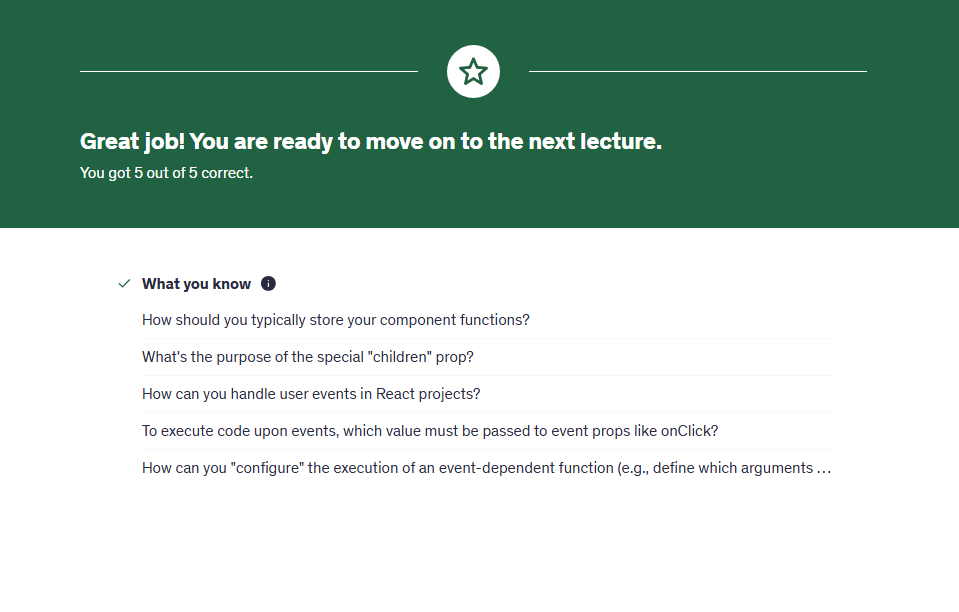 Great job! You are ready to move on to the next lecture.
You got 5 out of 5 correct.
What you know
How should you typically store your component functions?
What's the purpose of the special "children" prop?
How can you handle user events in React projects?
To execute code upon events, which value must be passed to event props like onClick?
How can you "configure" the execution of an event-dependent function (e.g., define which arguments …